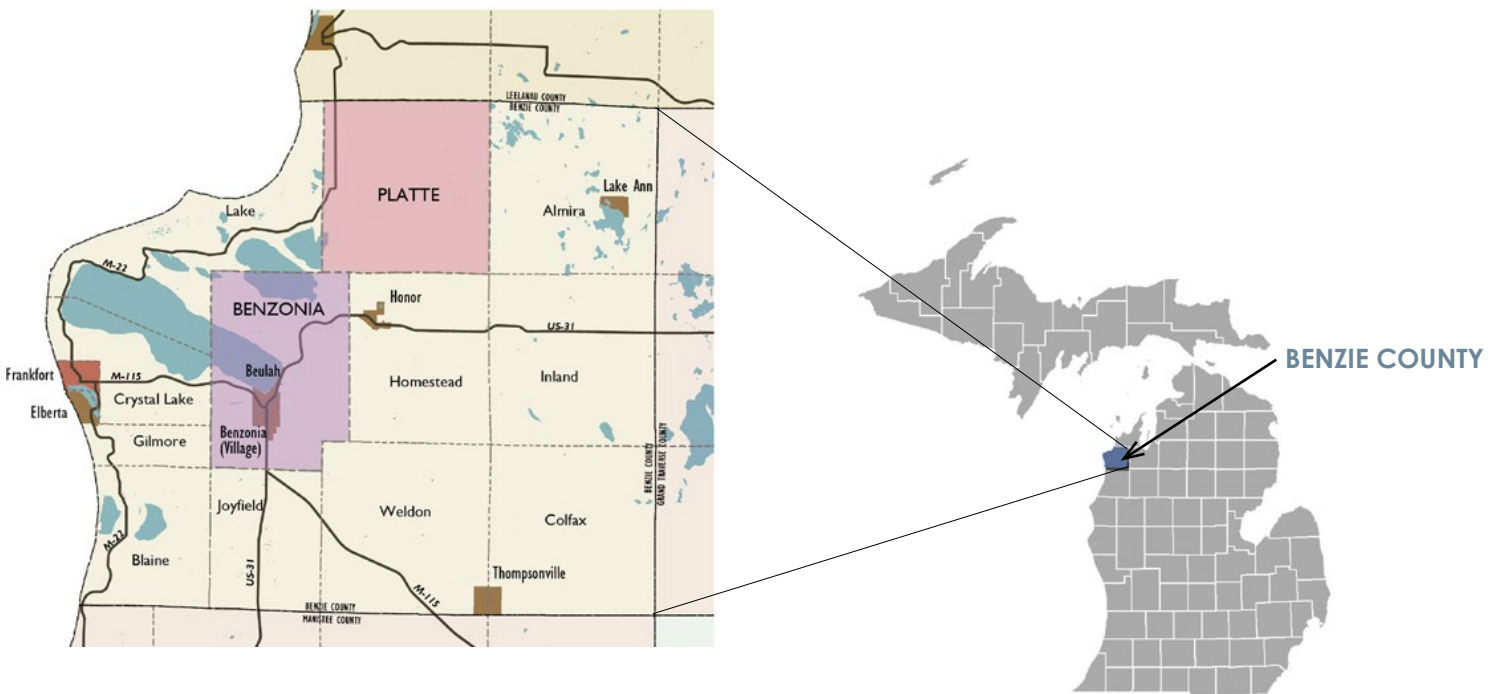 LEELANAU COUNTY
BENZIE COUNTY
PLATTE
Lake Ann
Lake
Almira
M-22
BENZONIA
Honor
US-31
BENZIE COUNTY
Frankfort
M-115
Beulah
Homestead
Inland
Crystal Lake
Elberta
Gilmore
Benzonia
(Village)
BENZIE COUNTY
GRAND TRAVERSE COUNTY
Joyfield
Weldon
Colfax
M-22
Blaine
US-31
Thompsonville
M-115
BENZIE COUNTY
MANISTEE COUNTY